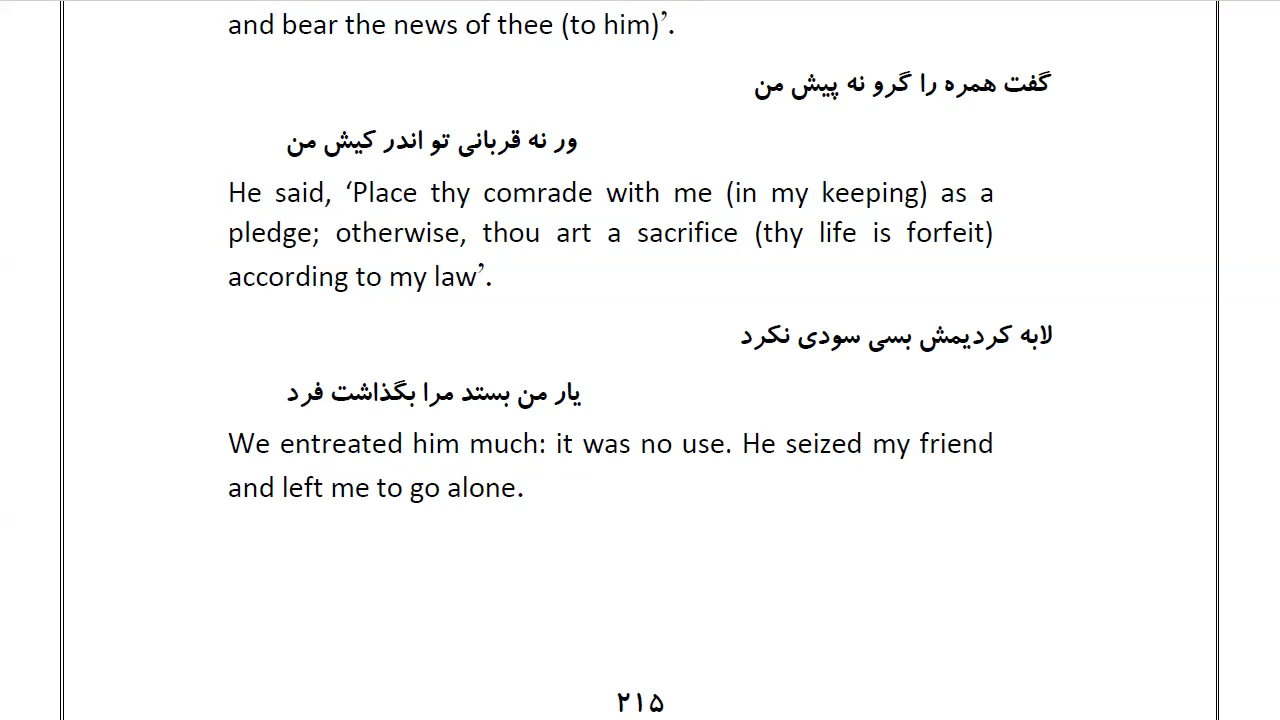 and bear the news of thee (to him)’.
گفت همره را گرو نه پیش من
ور نه قربانی تو اندر کیش من
He said, ‘Place thy comrade with me (in my keeping) as a
pledge; otherwise, thou art a sacrifice (thy life is forfeit)
according to my law’.
لابه کردیمش بسی سودی نکرد
یار من بستد مرا بگذاشت فرد
We entreated him much: it was no use. He seized my friend
and left me to go alone.
۲۱۵